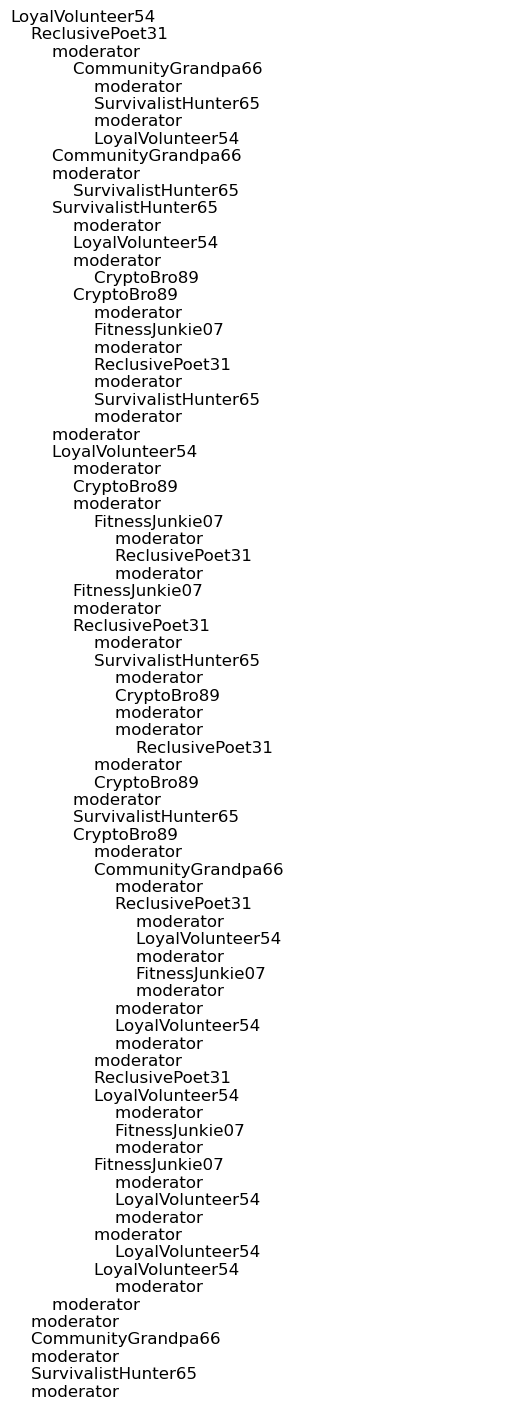 LoyalVolunteer54
ReclusivePoet31
moderator
CommunityGrandpa66
moderator
SurvivalistHunter65
moderator
LoyalVolunteer54
CommunityGrandpa66
moderator
SurvivalistHunter65
SurvivalistHunter65
moderator
LoyalVolunteer54
moderator
CryptoBro89
CryptoBro89
moderator
FitnessJunkie07
moderator
ReclusivePoet31
moderator
SurvivalistHunter65
moderator
moderator
LoyalVolunteer54
moderator
CryptoBro89
moderator
FitnessJunkie07
moderator
ReclusivePoet31
moderator
FitnessJunkie07
moderator
ReclusivePoet31
moderator
SurvivalistHunter65
moderator
CryptoBro89
moderator
moderator
ReclusivePoet31
moderator
CryptoBro89
moderator
SurvivalistHunter65
CryptoBro89
moderator
CommunityGrandpa66
moderator
ReclusivePoet31
moderator
LoyalVolunteer54
moderator
FitnessJunkie07
moderator
moderator
LoyalVolunteer54
moderator
moderator
ReclusivePoet31
LoyalVolunteer54
moderator
FitnessJunkie07
moderator
FitnessJunkie07
moderator
LoyalVolunteer54
moderator
moderator
LoyalVolunteer54
LoyalVolunteer54
moderator
moderator
moderator
CommunityGrandpa66
moderator
SurvivalistHunter65
moderator